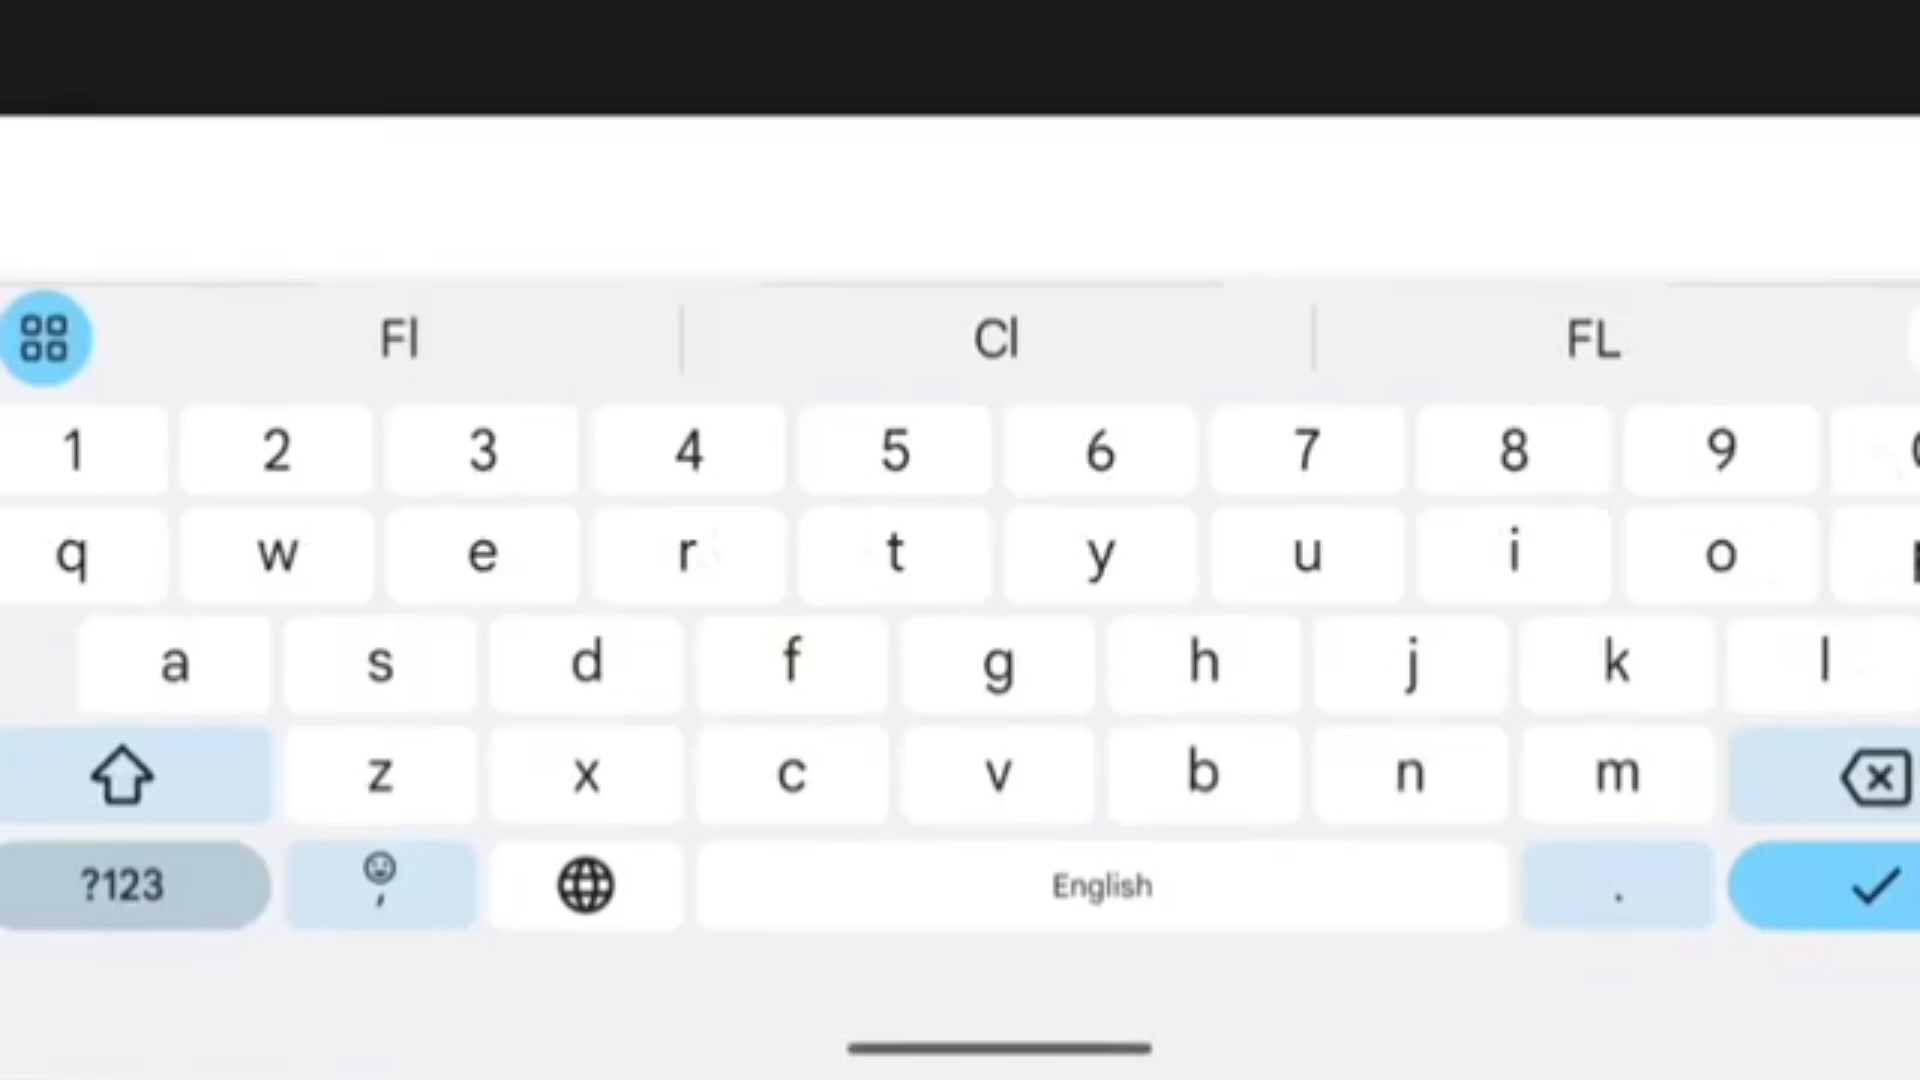 Fl Cl FL
1 2 3 4 5 6 7 8 9
q w e r t y u i o
a s d f g h j k l
z x c v b n m
?123 , English .